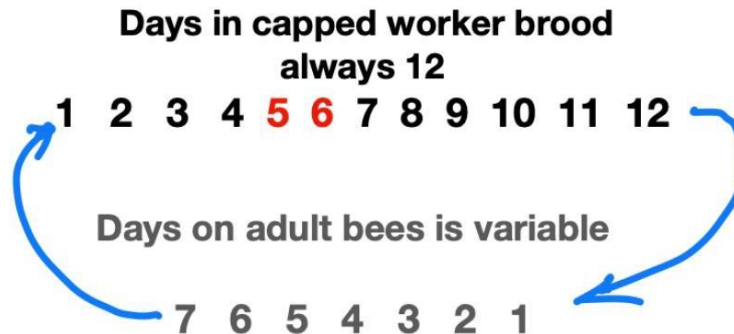 Days in capped worker brood
always 12
1 2 3 4 5 6 7 8 9 10 11 12
Days on adult bees is variable
7 6 5 4 3 2 1